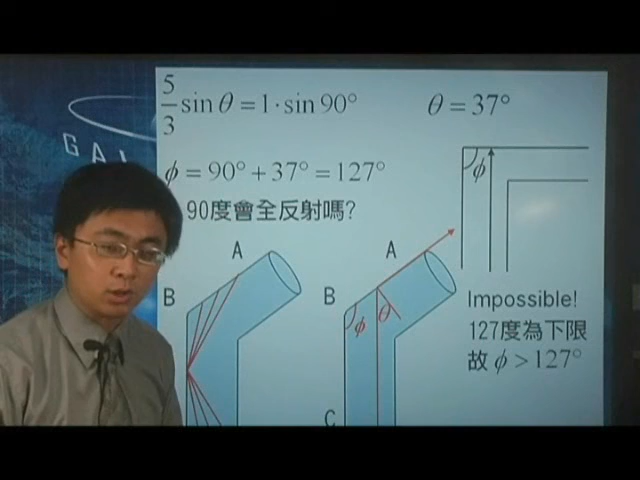 5/3 sin θ = 1 · sin 90°
θ = 37°
GAL
ϕ = 90° + 37° = 127°
ϕ
90度會全反射嗎?
A
A
B
B
ϕ
θ
Impossible!
127度為下限
故 ϕ > 127°
C